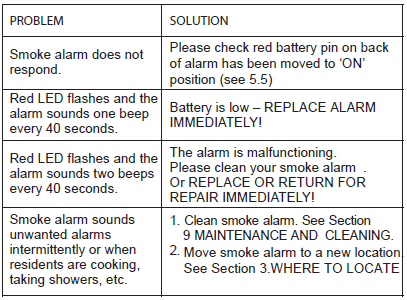 PROBLEM
SOLUTION
Smoke alarm does not
respond.
Please check red battery pin on back
of alarm has been moved to ‘ON’
position (see 5.5)
Red LED flashes and the
alarm sounds one beep
every 40 seconds.
Battery is low – REPLACE ALARM
IMMEDIATELY!
Red LED flashes and the
alarm sounds two beeps
every 40 seconds.
The alarm is malfunctioning.
Please clean your smoke alarm .
Or REPLACE OR RETURN FOR
REPAIR IMMEDIATELY!
Smoke alarm sounds
unwanted alarms
intermittently or when
residents are cooking,
taking showers, etc.
1. Clean smoke alarm. See Section
9 MAINTENANCE AND CLEANING.
2. Move smoke alarm to a new location.
See Section 3.WHERE TO LOCATE